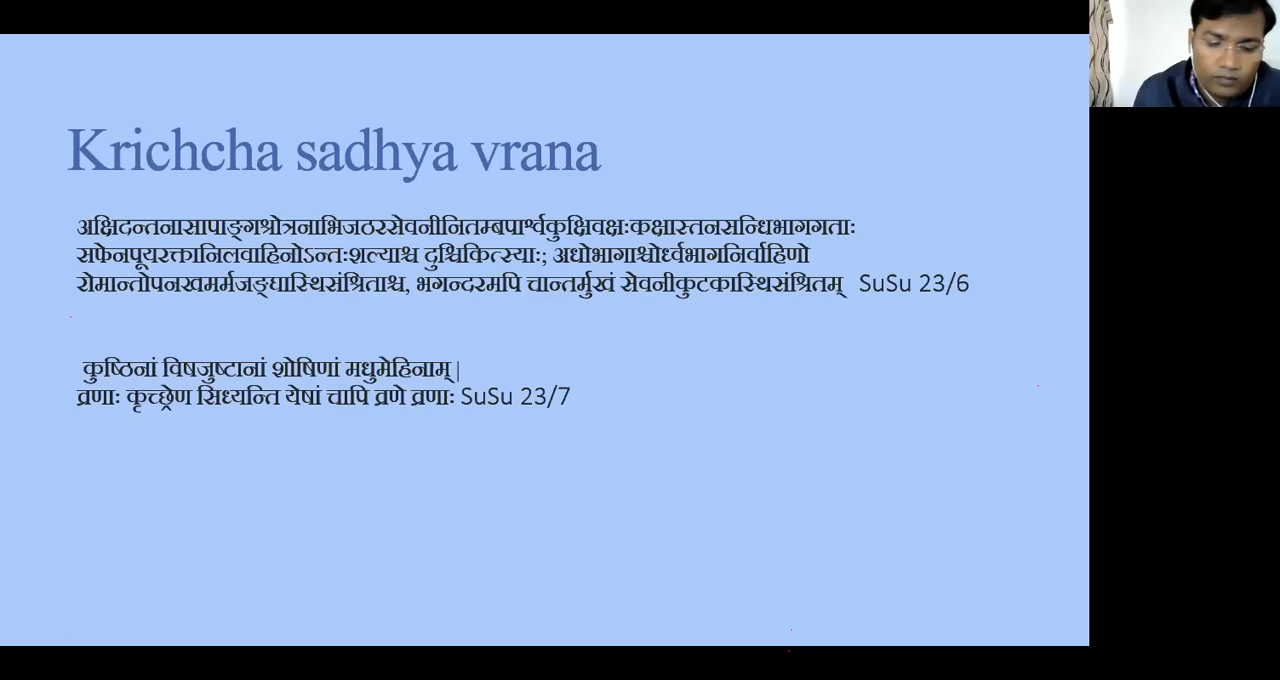 Krichcha sadhya vrana
अक्षिदन्तनासापाङ्गश्रोत्रनाभिजठरसेवनीनितम्बपार्श्वकुक्षिवक्षःकक्षास्तनसन्धिभागगताः
सफेनपूयरक्तानिलवाहिनोऽन्तःशल्याश्च दुश्चिकित्स्याः; अधोभागाश्चोर्ध्वभागनिर्वाहिणो
रोमान्तोपनखमर्मजङ्घास्थिसंश्रिताश्च, भगन्दरमपि चान्तर्मुखं सेवनीकुटकास्थिसंश्रितम् SuSu 23/6
कुष्ठिनां विषजुष्टानां शोषिणां मधुमेहिनाम् |
व्रणाः कृच्छ्रेण सिध्यन्ति येषां चापि व्रणे व्रणाः SuSu 23/7